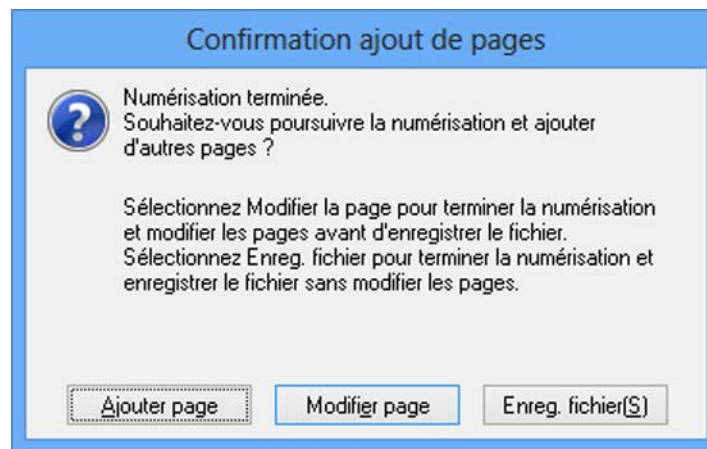 Confirmation ajout de pages
Numérisation terminée.
Souhaitez-vous poursuivre la numérisation et ajouter
d'autres pages ?
Sélectionnez Modifier la page pour terminer la numérisation
et modifier les pages avant d'enregistrer le fichier.
Sélectionnez Enreg. fichier pour terminer la numérisation et
enregistrer le fichier sans modifier les pages.
Ajouter page
Modifier page
Enreg. fichier(S)